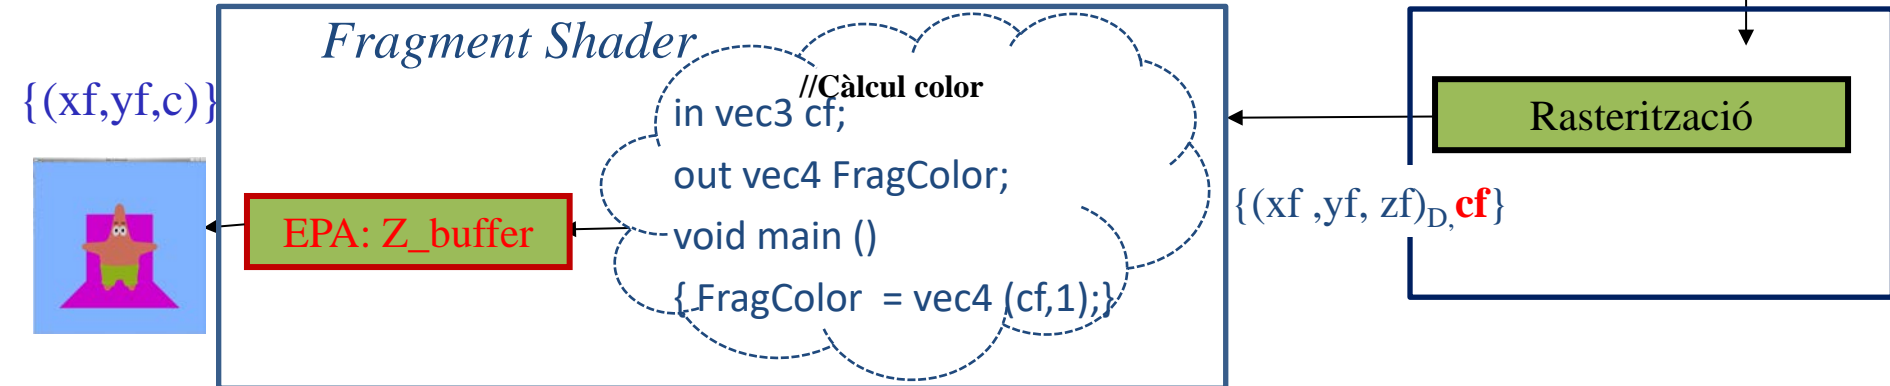 Fragment Shader
//Càlcul color
in vec3 cf;
out vec4 FragColor;
void main ()
{ FragColor = vec4 (cf,1);}
{(xf,yf,c)}
EPA: Z_buffer
Rasterització
{(xf ,yf, zf)D,cf}